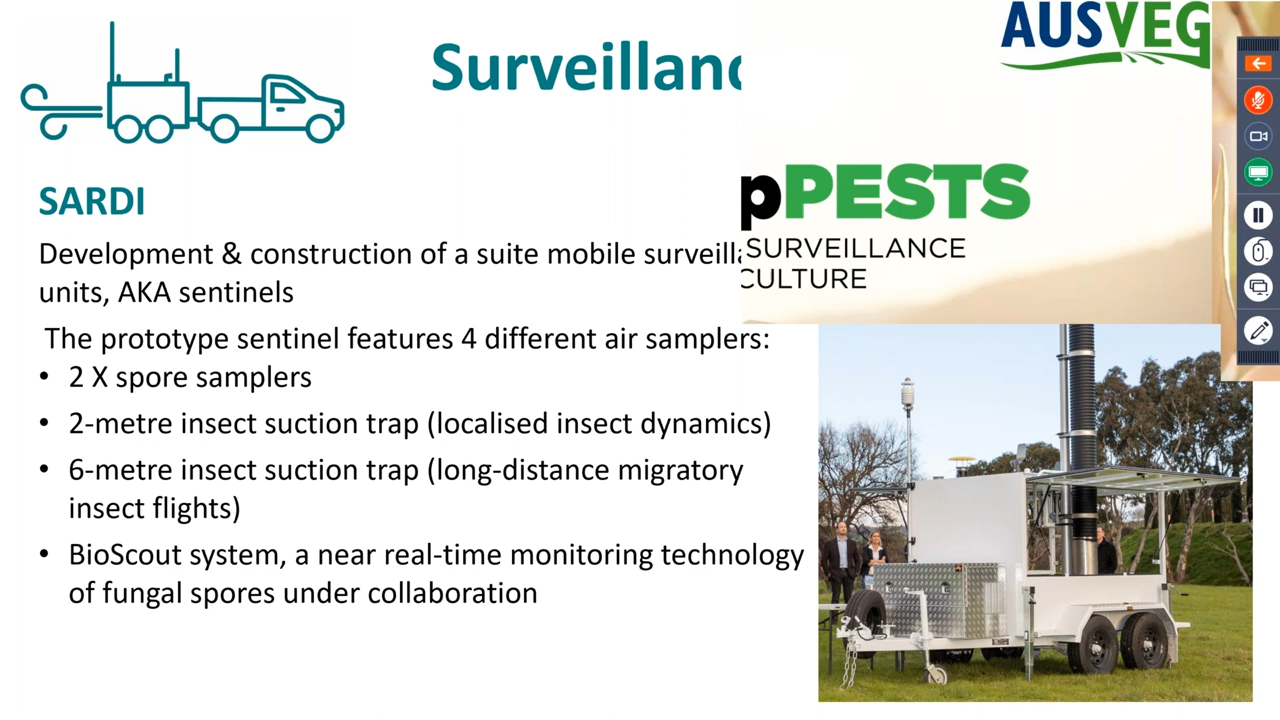 Surveillanc
AUSVEG
pPESTS
SURVEILLANCE
CULTURE
SARDI
Development & construction of a suite mobile surveilla
units, AKA sentinels
The prototype sentinel features 4 different air samplers:
• 2 X spore samplers
• 2-metre insect suction trap (localised insect dynamics)
• 6-metre insect suction trap (long-distance migratory
insect flights)
• BioScout system, a near real-time monitoring technology
of fungal spores under collaboration